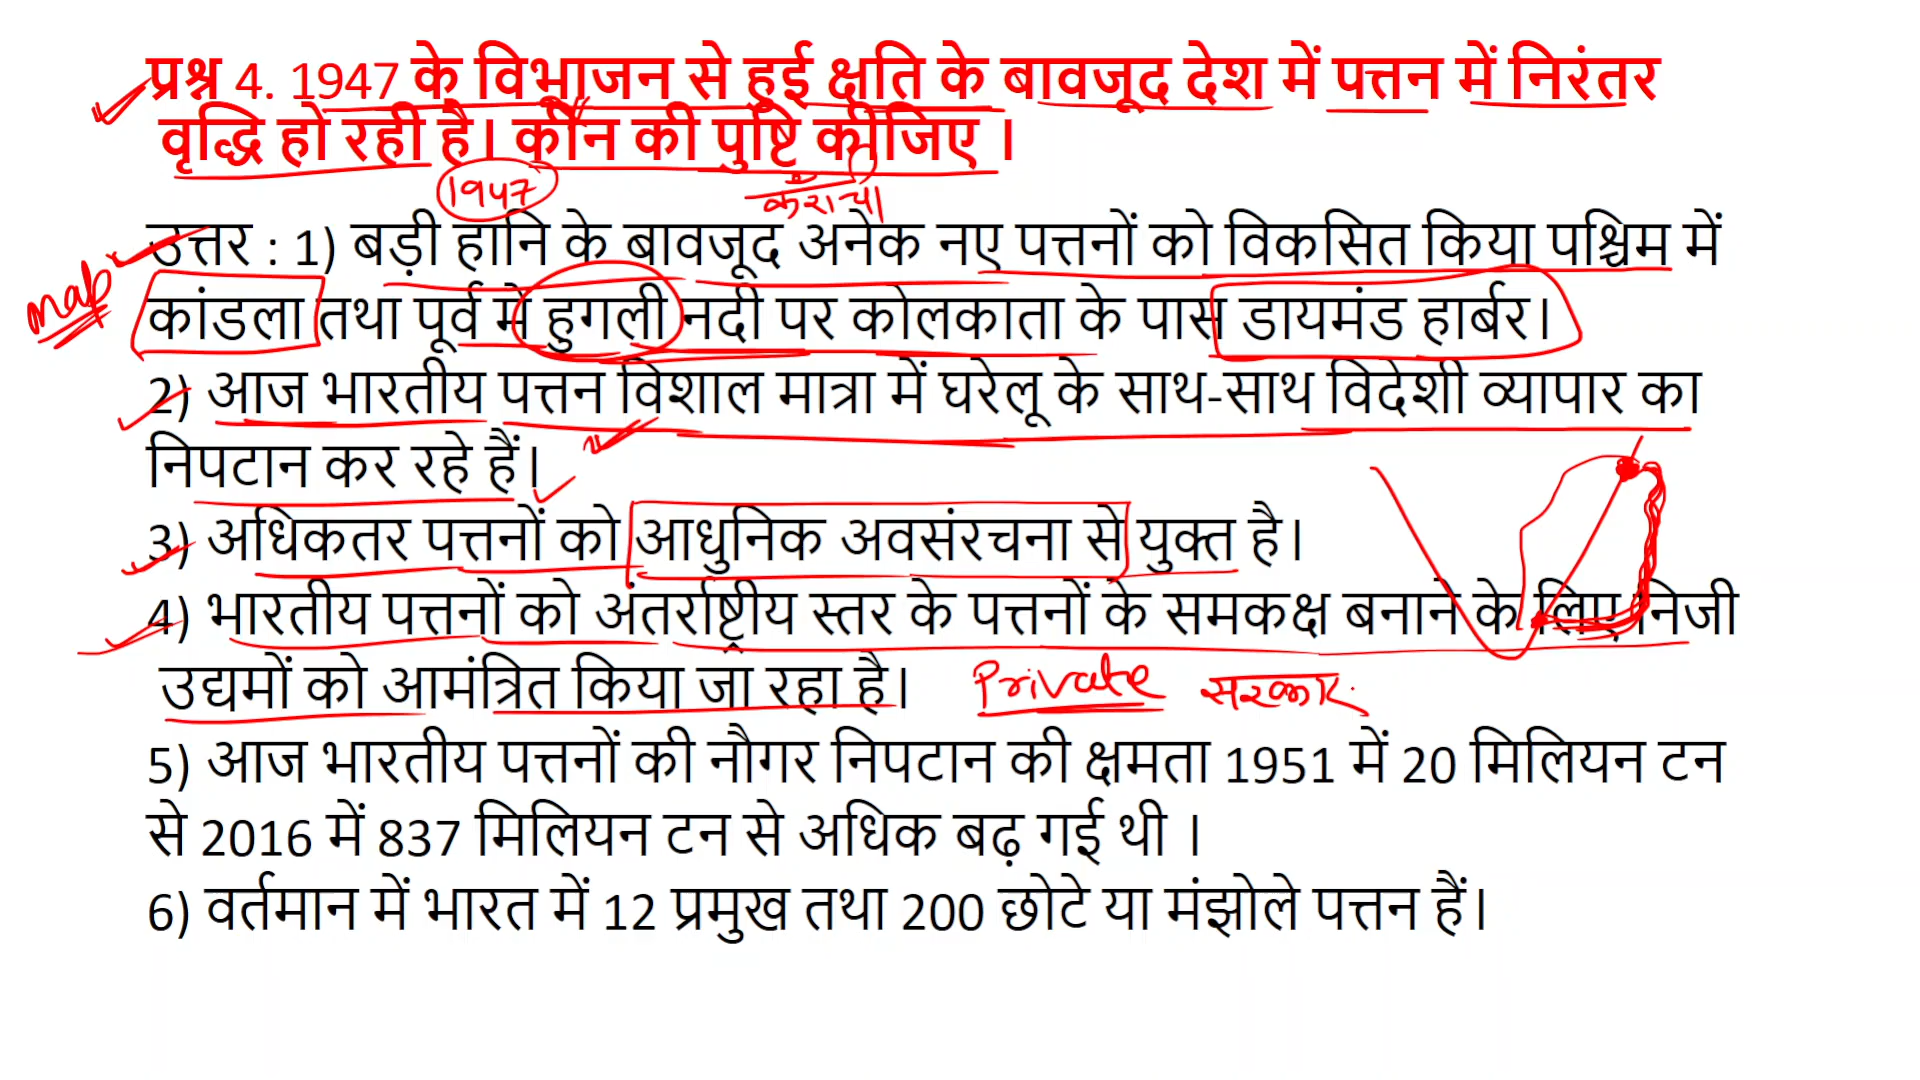 प्रश्न 4. 1947 के विभाजन से हुई क्षति के बावजूद देश में पत्तन में निरंतर
वृद्धि हो रही है। कौन की पुष्टि कीजिए ।
1947
कराची
उत्तर : 1) बड़ी हानि के बावजूद अनेक नए पत्तनों को विकसित किया पश्चिम में
map
कांडला तथा पूर्व में हुगली नदी पर कोलकाता के पास डायमंड हार्बर।
2) आज भारतीय पत्तन विशाल मात्रा में घरेलू के साथ-साथ विदेशी व्यापार का
निपटान कर रहे हैं।
3) अधिकतर पत्तनों को आधुनिक अवसंरचना से युक्त है।
4) भारतीय पत्तनों को अंतर्राष्ट्रीय स्तर के पत्तनों के समकक्ष बनाने के लिए निजी
उद्यमों को आमंत्रित किया जा रहा है। Private सरकार
5) आज भारतीय पत्तनों की नौगर निपटान की क्षमता 1951 में 20 मिलियन टन
से 2016 में 837 मिलियन टन से अधिक बढ़ गई थी ।
6) वर्तमान में भारत में 12 प्रमुख तथा 200 छोटे या मंझोले पत्तन हैं।